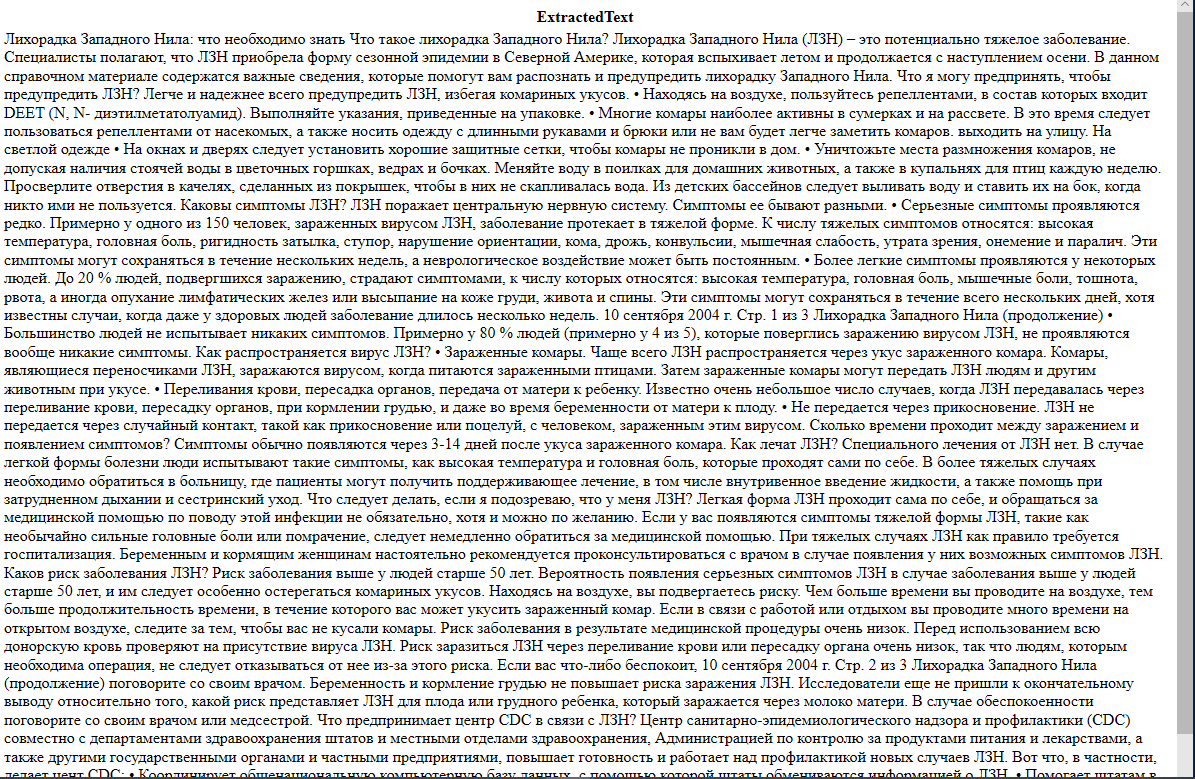 ExtractedText
Лихорадка Западного Нила: что необходимо знать Что такое лихорадка Западного Нила? Лихорадка Западного Нила (ЛЗН) – это потенциально тяжелое заболевание.
Специалисты полагают, что ЛЗН приобрела форму сезонной эпидемии в Северной Америке, которая вспыхивает летом и продолжается с наступлением осени. В данном
справочном материале содержатся важные сведения, которые помогут вам распознать и предупредить лихорадку Западного Нила. Что я могу предпринять, чтобы
предупредить ЛЗН? Легче и надежнее всего предупредить ЛЗН, избегая комариных укусов. • Находясь на воздухе, пользуйтесь репеллентами, в состав которых входит
DEET (N, N- диэтилметатолуамид). Выполняйте указания, приведенные на упаковке. • Многие комары наиболее активны в сумерках и на рассвете. В это время следует
пользоваться репеллентами от насекомых, а также носить одежду с длинными рукавами и брюки или не вам будет легче заметить комаров. выходить на улицу. На
светлой одежде • На окнах и дверях следует установить хорошие защитные сетки, чтобы комары не проникли в дом. • Уничтожьте места размножения комаров, не
допуская наличия стоячей воды в цветочных горшках, ведрах и бочках. Меняйте воду в поилках для домашних животных, а также в купальнях для птиц каждую неделю.
Просверлите отверстия в качелях, сделанных из покрышек, чтобы в них не скапливалась вода. Из детских бассейнов следует выливать воду и ставить их на бок, когда
никто ими не пользуется. Каковы симптомы ЛЗН? ЛЗН поражает центральную нервную систему. Симптомы ее бывают разными. • Серьезные симптомы проявляются
редко. Примерно у одного из 150 человек, зараженных вирусом ЛЗН, заболевание протекает в тяжелой форме. К числу тяжелых симптомов относятся: высокая
температура, головная боль, ригидность затылка, ступор, нарушение ориентации, кома, дрожь, конвульсии, мышечная слабость, утрата зрения, онемение и паралич. Эти
симптомы могут сохраняться в течение нескольких недель, а неврологическое воздействие может быть постоянным. • Более легкие симптомы проявляются у некоторых
людей. До 20 % людей, подвергшихся заражению, страдают симптомами, к числу которых относятся: высокая температура, головная боль, мышечные боли, тошнота,
рвота, а иногда опухание лимфатических желез или высыпание на коже груди, живота и спины. Эти симптомы могут сохраняться в течение всего нескольких дней, хотя
известны случаи, когда даже у здоровых людей заболевание длилось несколько недель. 10 сентября 2004 г. Стр. 1 из 3 Лихорадка Западного Нила (продолжение) •
Большинство людей не испытывает никаких симптомов. Примерно у 80 % людей (примерно у 4 из 5), которые поверглись заражению вирусом ЛЗН, не проявляются
вообще никакие симптомы. Как распространяется вирус ЛЗН? • Зараженные комары. Чаще всего ЛЗН распространяется через укус зараженного комара. Комары,
являющиеся переносчиками ЛЗН, заражаются вирусом, когда питаются зараженными птицами. Затем зараженные комары могут передать ЛЗН людям и другим
животным при укусе. • Переливания крови, пересадка органов, передача от матери к ребенку. Известно очень небольшое число случаев, когда ЛЗН передавалась через
переливание крови, пересадку органов, при кормлении грудью, и даже во время беременности от матери к плоду. • Не передается через прикосновение. ЛЗН не
передается через случайный контакт, такой как прикосновение или поцелуй, с человеком, зараженным этим вирусом. Сколько времени проходит между заражением и
появлением симптомов? Симптомы обычно появляются через 3-14 дней после укуса зараженного комара. Как лечат ЛЗН? Специального лечения от ЛЗН нет. В случае
легкой формы болезни люди испытывают такие симптомы, как высокая температура и головная боль, которые проходят сами по себе. В более тяжелых случаях
необходимо обратиться в больницу, где пациенты могут получить поддерживающее лечение, в том числе внутривенное введение жидкости, а также помощь при
затрудненном дыхании и сестринский уход. Что следует делать, если я подозреваю, что у меня ЛЗН? Легкая форма ЛЗН проходит сама по себе, и обращаться за
медицинской помощью по поводу этой инфекции не обязательно, хотя и можно по желанию. Если у вас появляются симптомы тяжелой формы ЛЗН, такие как
необычайно сильные головные боли или помрачение, следует немедленно обратиться за медицинской помощью. При тяжелых случаях ЛЗН как правило требуется
госпитализация. Беременным и кормящим женщинам настоятельно рекомендуется проконсультироваться с врачом в случае появления у них возможных симптомов ЛЗН.
Каков риск заболевания ЛЗН? Риск заболевания выше у людей старше 50 лет. Вероятность появления серьезных симптомов ЛЗН в случае заболевания выше у людей
старше 50 лет, и им следует особенно остерегаться комариных укусов. Находясь на воздухе, вы подвергаетесь риску. Чем больше времени вы проводите на воздухе, тем
больше продолжительность времени, в течение которого вас может укусить зараженный комар. Если в связи с работой или отдыхом вы проводите много времени на
открытом воздухе, следите за тем, чтобы вас не кусали комары. Риск заболевания в результате медицинской процедуры очень низок. Перед использованием всю
донорскую кровь проверяют на присутствие вируса ЛЗН. Риск заразиться ЛЗН через переливание крови или пересадку органа очень низок, так что людям, которым
необходима операция, не следует отказываться от нее из-за этого риска. Если вас что-либо беспокоит, 10 сентября 2004 г. Стр. 2 из 3 Лихорадка Западного Нила
(продолжение) поговорите со своим врачом. Беременность и кормление грудью не повышает риска заражения ЛЗН. Исследователи еще не пришли к окончательному
выводу относительно того, какой риск представляет ЛЗН для плода или грудного ребенка, который заражается через молоко матери. В случае обеспокоенности
поговорите со своим врачом или медсестрой. Что предпринимает центр CDC в связи с ЛЗН? Центр санитарно-эпидемиологического надзора и профилактики (CDC)
совместно с департаментами здравоохранения штатов и местными отделами здравоохранения, Администрацией по контролю за продуктами питания и лекарствами, а
также другими государственными органами и частными предприятиями, повышает готовность и работает над профилактикой новых случаев ЛЗН. Вот что, в частности,
делает цент CDC: • Координирует общенациональную компьютерную базу данных, с помощью которой штаты обмениваются информацией о ЛЗН. • Помогает штатам в